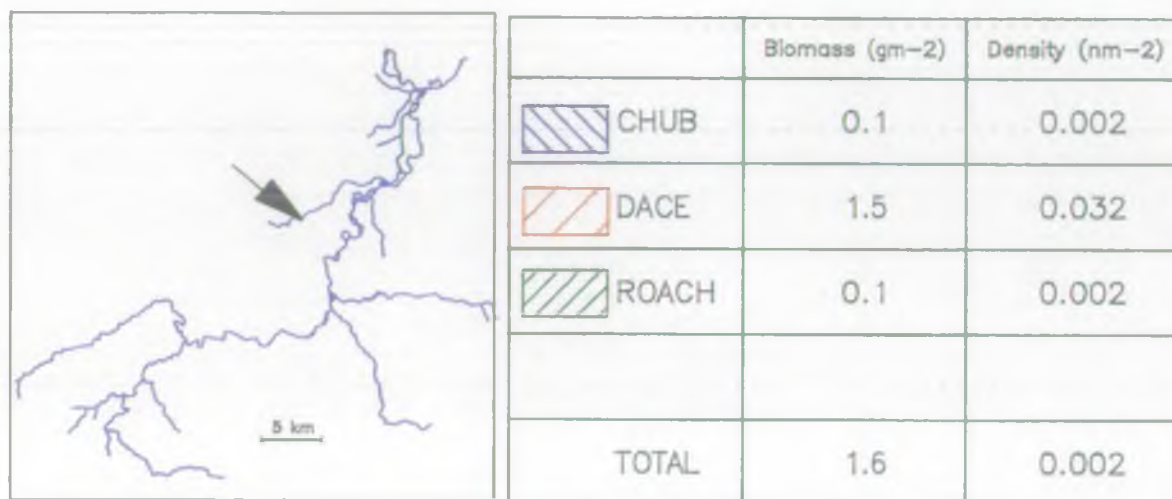 Biomass (gm-2) Density (nm-2)
CHUB 0.1 0.002
DACE 1.5 0.032
ROACH 0.1 0.002
TOTAL 1.6 0.002
5 km